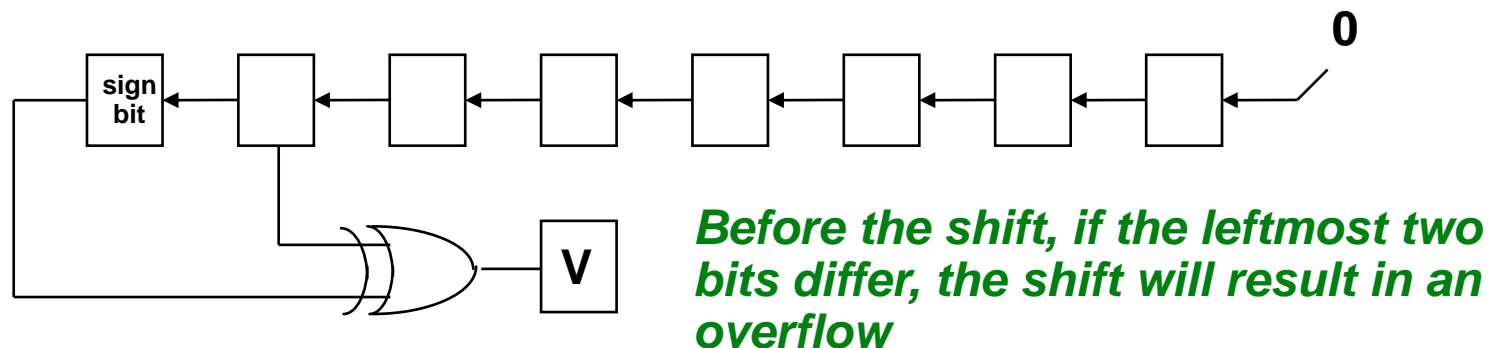 0
sign
bit
V
Before the shift, if the leftmost two
bits differ, the shift will result in an
overflow